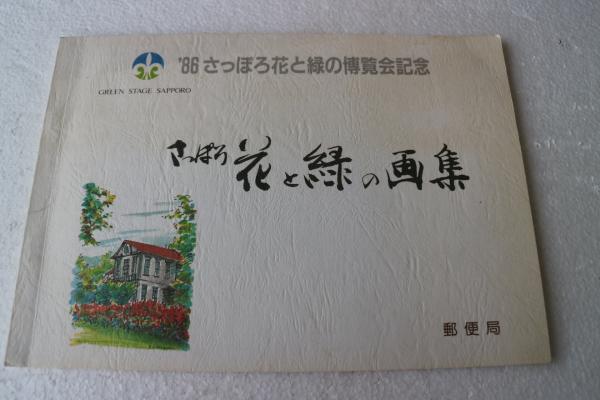 '86 さっぽろ花と緑の博覧会記念
GREEN STAGE SAPPORO
さっぽろ花と緑の画集
郵便局